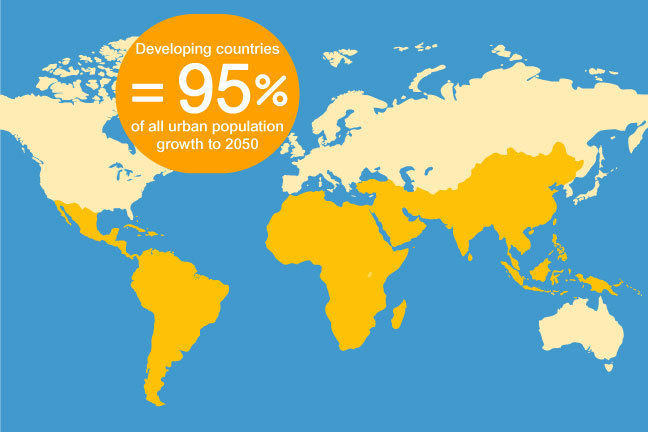 Developing countries
= 95%
of all urban population
growth to 2050